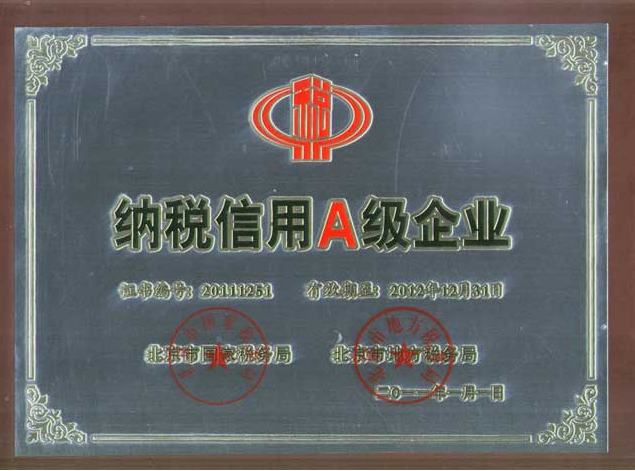 税
纳税信用A级企业
证书编号: 20111251 有效期至: 2012年12月31日
北京市国家税务局 北京市地方税务局
二〇一一年一月一日